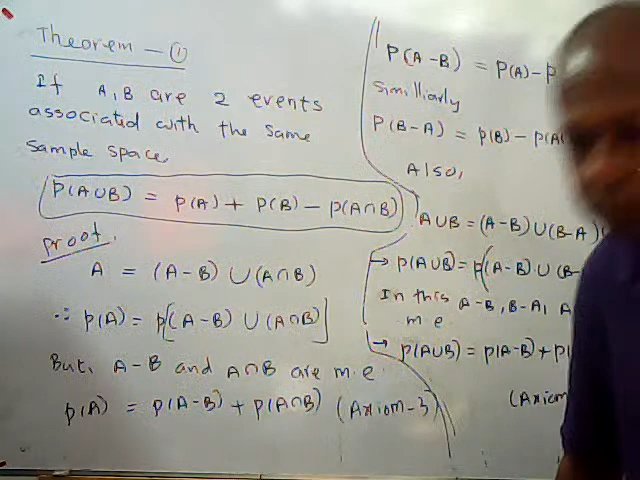 Theorem - ①
If A, B are 2 events
associated with the same
Sample space
P(A∪B) = P(A) + P(B) - P(A∩B)
proof.
A = (A-B) ∪ (A∩B)
∴ p(A) = p[(A-B) ∪ (A∩B)]
But, A-B and A∩B are m.e.
p(A) = p(A-B) + p(A∩B) (Axiom-3)
P(A-B) = P(A) - P
Similliarly
P(B-A) = p(B) - P(A
Also,
A∪B = (A-B) ∪ (B-A) ∪
→ p(A∪B) = p[(A-B) ∪ (B-
In this A-B, B-A, A
m e
→ p(A∪B) = p(A-B) + p(
(Axiom